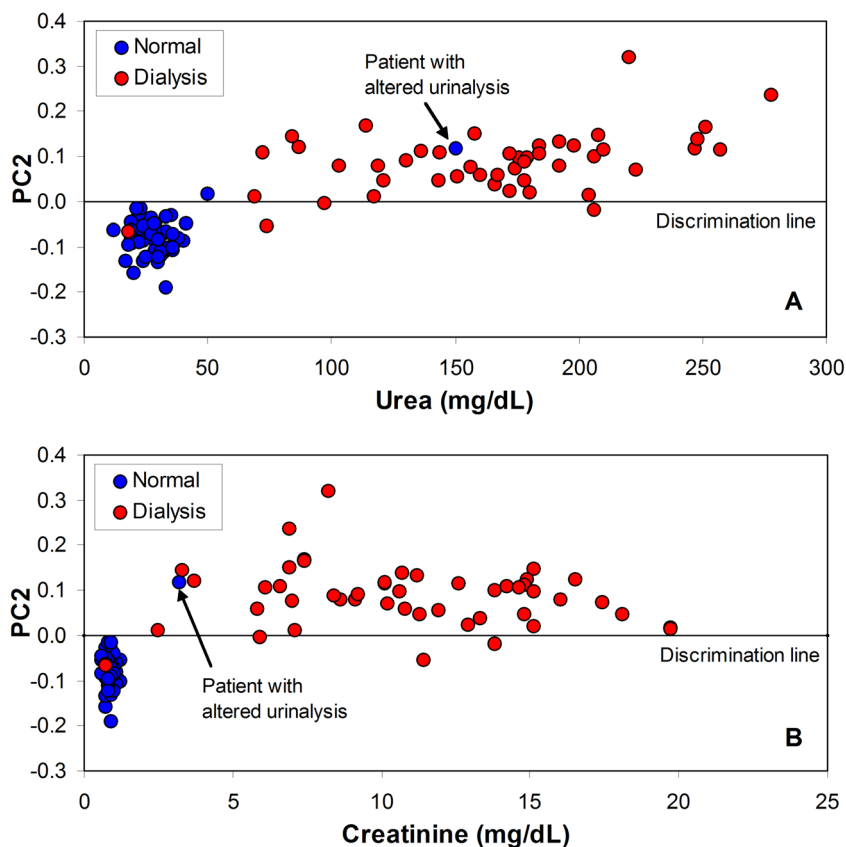 A
0.4
0.3
0.2
0.1
0.0
-0.1
-0.2
-0.3
PC2
Normal
Dialysis
Patient with
altered urinalysis
Discrimination line
A
0
50
100
150
200
250
300
Urea (mg/dL)
B
0.4
0.3
0.2
0.1
0.0
-0.1
-0.2
-0.3
PC2
Normal
Dialysis
Patient with
altered urinalysis
Discrimination line
B
0
5
10
15
20
25
Creatinine (mg/dL)